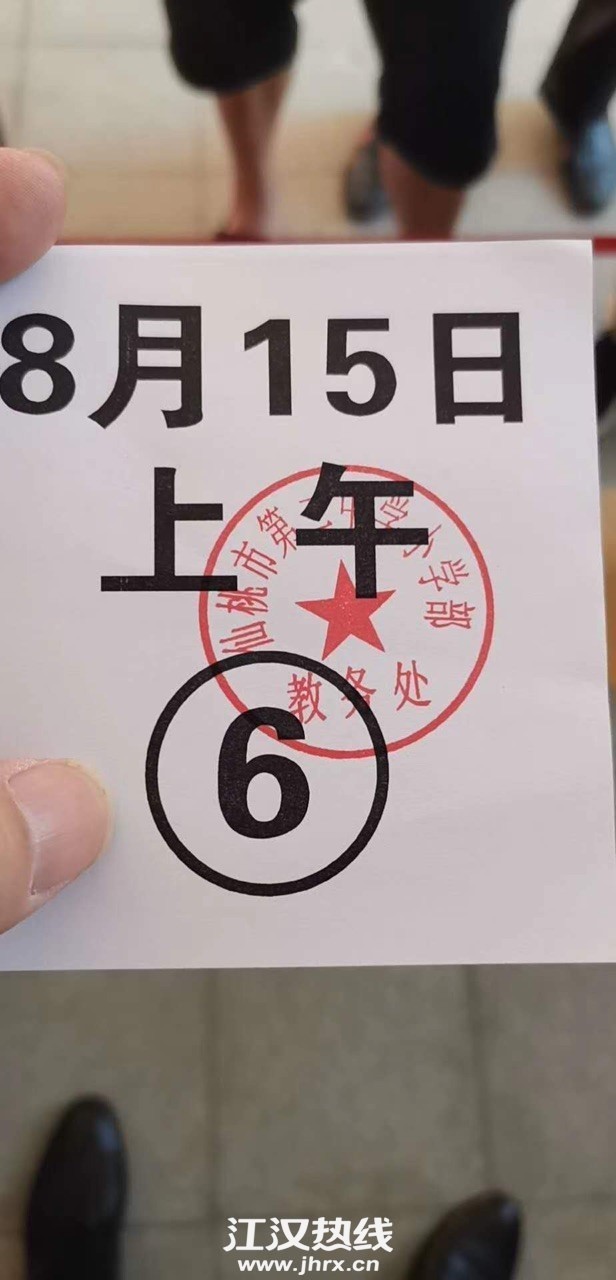 8月15日
上午
仙桃市第 小学部
教务处
6
江汉热线
www.jhrx.cn